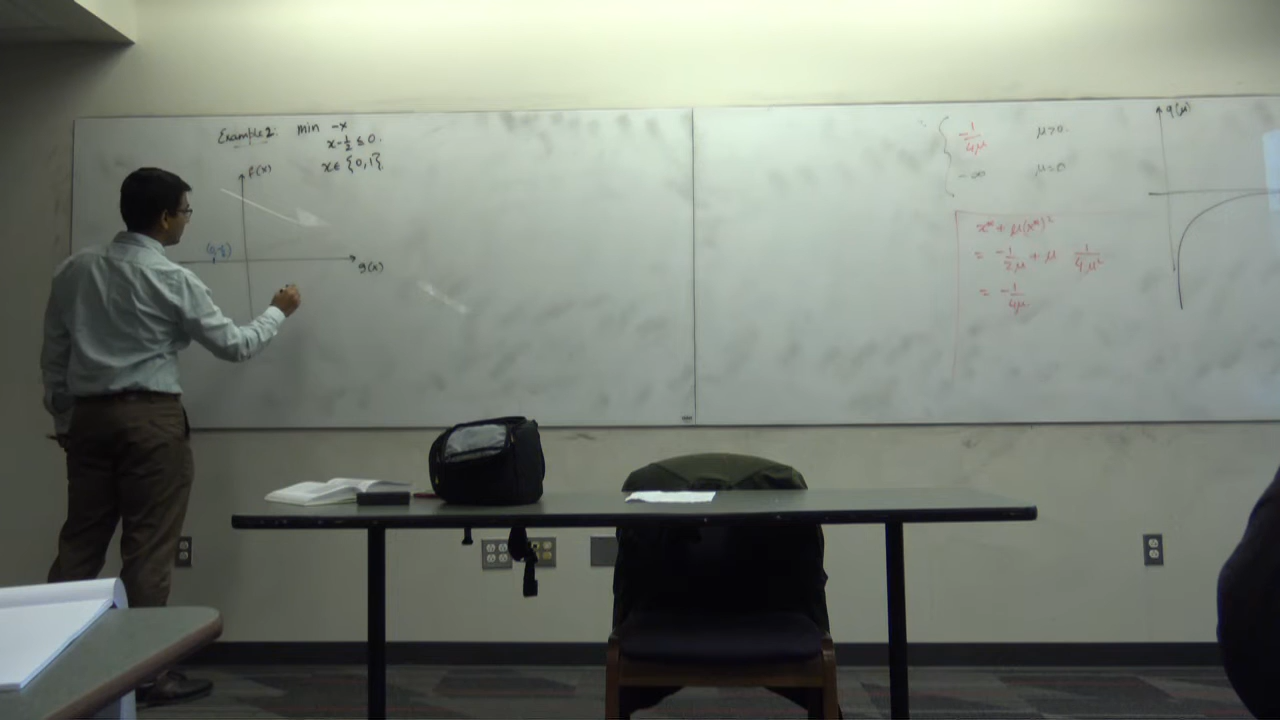 Example 2: min -x
x-½ ≤ 0.
x ∈ {0,1}
f(x)
g(x)
-1/4μ μ>0.
-∞ μ=0
x* + μ(x*)²
= -1/2μ + μ 1/4μ²
= -1/4μ.
q(μ)